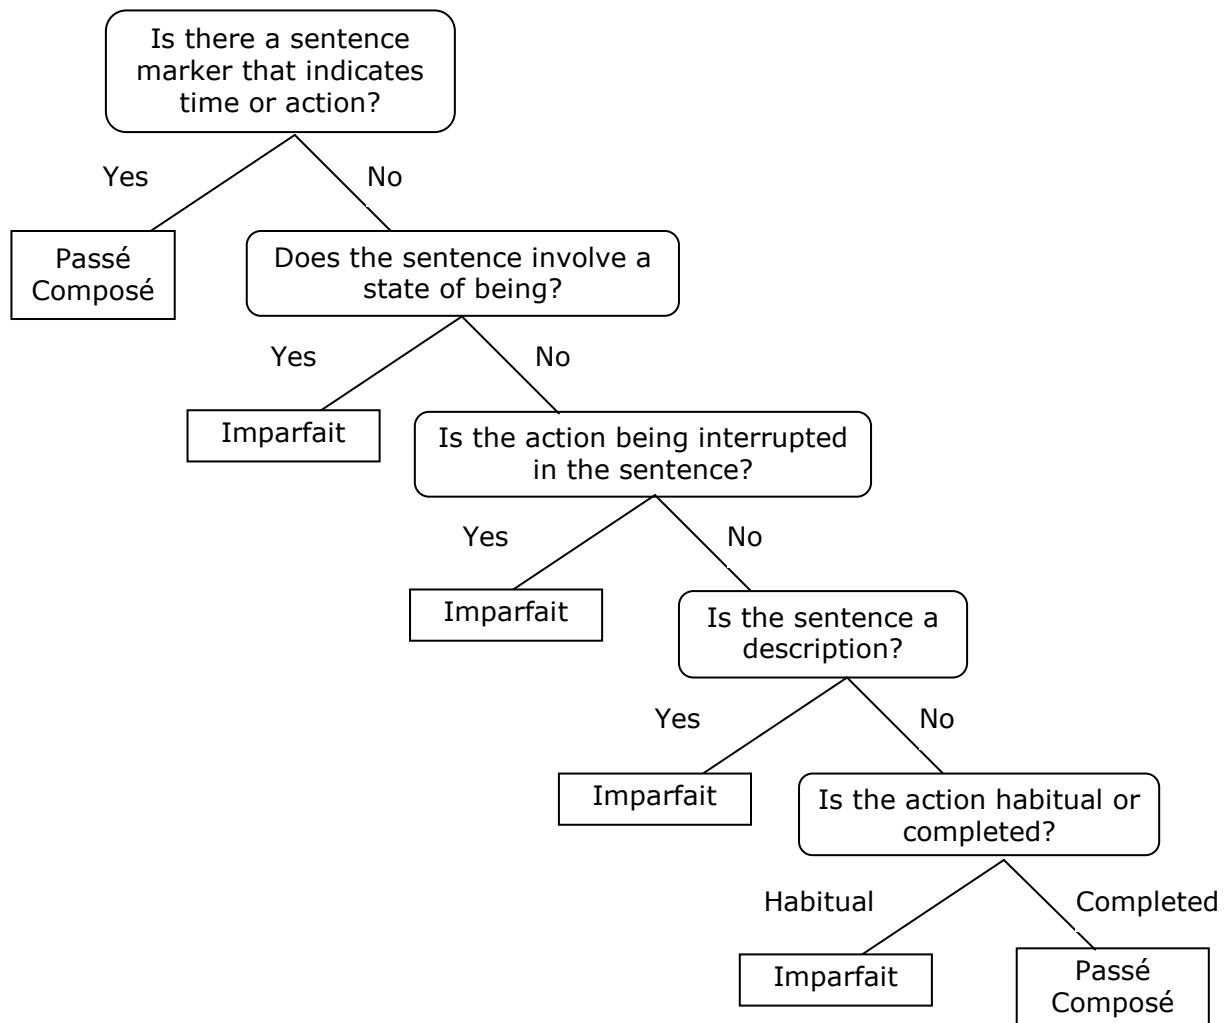 Is there a sentence
marker that indicates
time or action?
Yes
No
Passé
Composé
Does the sentence involve a
state of being?
Yes
No
Imparfait
Is the action being interrupted
in the sentence?
Yes
No
Imparfait
Is the sentence a
description?
Yes
No
Imparfait
Is the action habitual or
completed?
Habitual
Completed
Imparfait
Passé
Composé